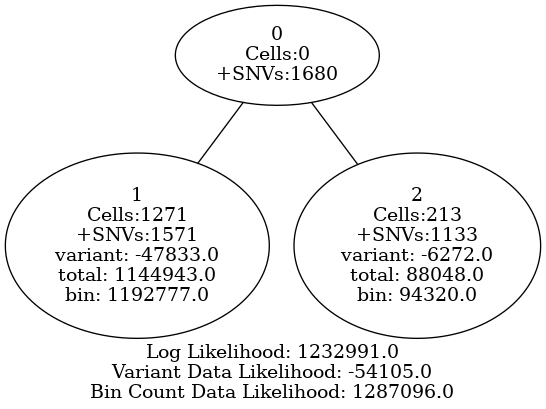 0
Cells:0
+SNVs:1680
1
Cells:1271
+SNVs:1571
variant: -47833.0
total: 1144943.0
bin: 1192777.0
2
Cells:213
+SNVs:1133
variant: -6272.0
total: 88048.0
bin: 94320.0
Log Likelihood: 1232991.0
Variant Data Likelihood: -54105.0
Bin Count Data Likelihood: 1287096.0